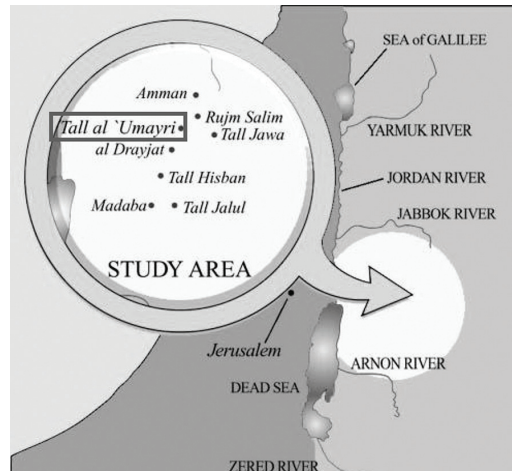 SEA of GALILEE
Amman
Rujm Salim
Tall al `Umayri
Tall Jawa
YARMUK RIVER
al Drayjat
Tall Hisban
JORDAN RIVER
Madaba
Tall Jalul
JABBOK RIVER
STUDY AREA
Jerusalem
ARNON RIVER
DEAD SEA
ZERED RIVER